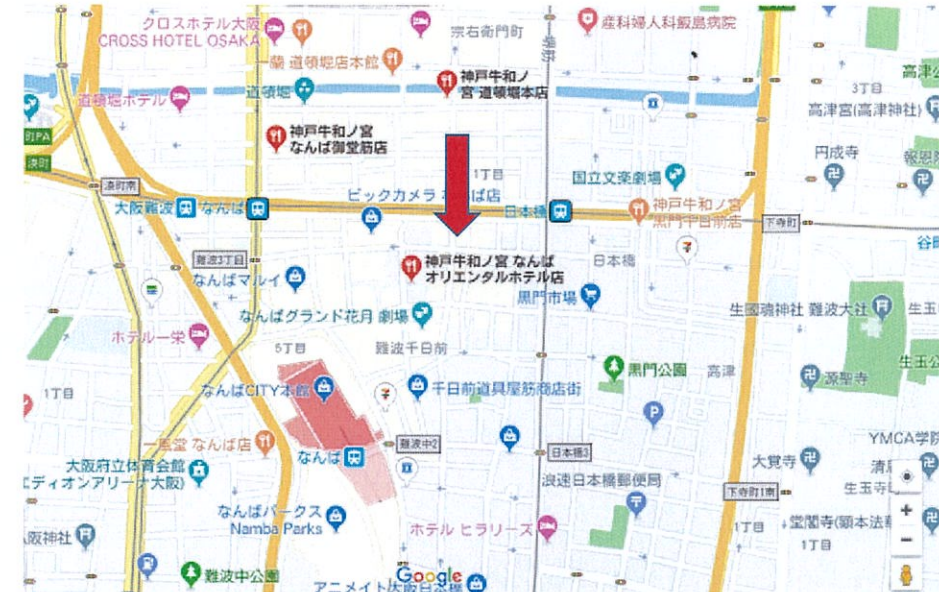 クロスホテル大阪
CROSS HOTEL OSAKA
宗右衛門町
産科婦人科飯島病院
一堺筋
蘭 道頓堀店本館
道頓堀ホテル
道頓堀
神戸牛和ノ
宮 道頓堀本店
3丁目
高津宮(高津神社)
町PA
湊町
湊町南
神戸牛和ノ宮
なんば御堂筋店
1丁目
国立文楽劇場
円成寺
報恩院
ビックカメラ
大阪難波
なんば
日本橋
神戸牛和ノ宮
黒門千日前店
下寺町
難波3丁目
なんばマルイ
神戸牛和ノ宮 なんば
オリエンタルホテル店
日本橋
黒門市場
生國魂神社 難波大社
生玉
なんばグランド花月 劇場
ホテル一栄
5丁目
難波千日前
黒門公園
高津
源聖寺
1丁目
なんばCITY本館
千日前道具屋筋商店街
一風堂 なんば店
なんば
難波中2
日本橋3
YMCA学院
大阪府立体育会館
エディオンアリーナ大阪)
浪速日本橋郵便局
大覚寺
下寺町1南
生玉寺町
なんばパークス
Namba Parks
ホテル ヒラリーズ
1丁目
堂閣寺(顕本法華
1丁目
阪神社
難波中公園
Google
アニメイト大阪日本橋